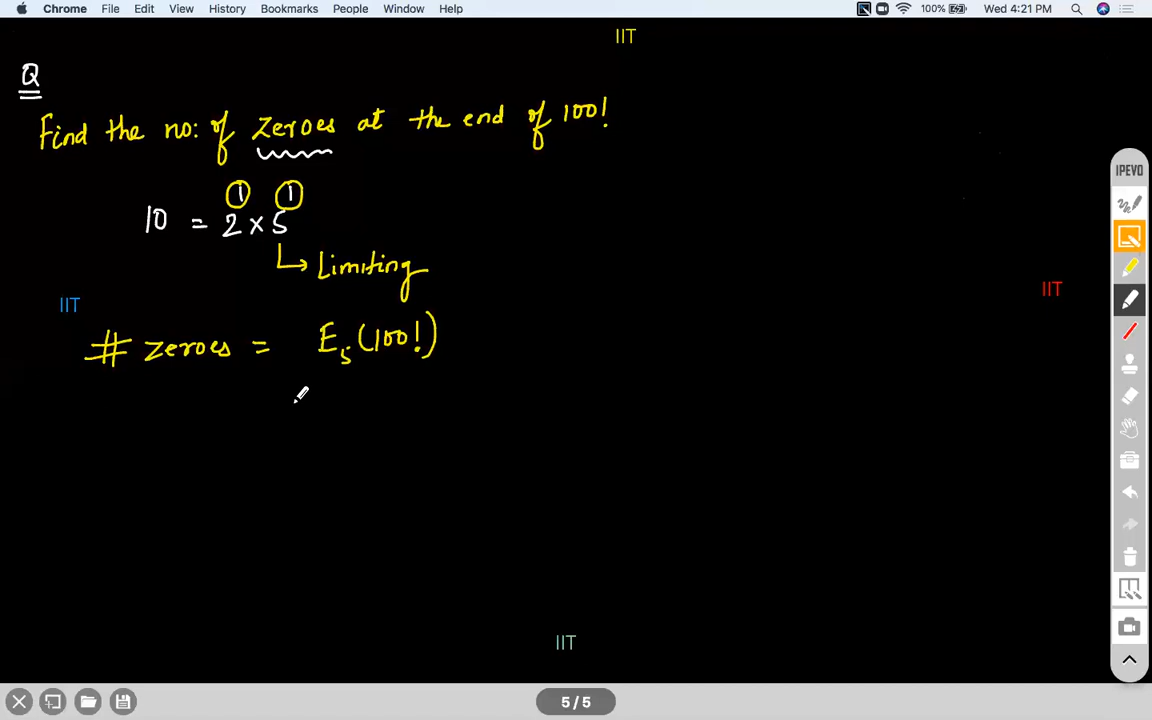 Chrome File Edit View History Bookmarks People Window Help 100% Wed 4:21 PM
IIT
Q
Find the no: of zeroes at the end of 100!
1 1
10 = 2 × 5
Limiting
IIT
IIT
# zeroes = E₅(100!)
IIT
5 / 5
IPEVO